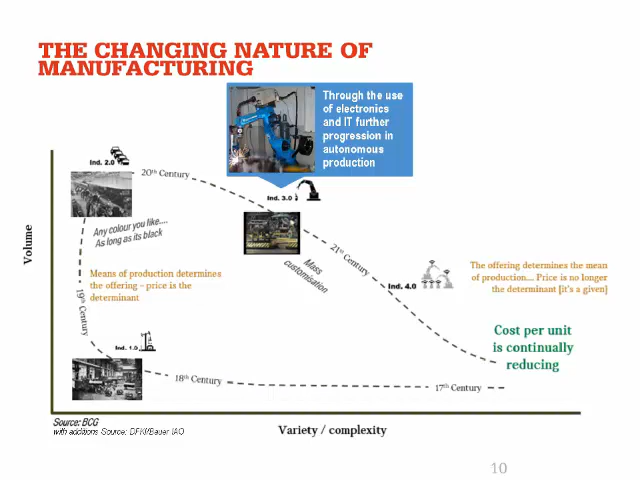 THE CHANGING NATURE OF
MANUFACTURING
Through the use
of electronics
and IT further
progression in
autonomous
production
Ind. 2.0
20th Century
Ind. 3.0
Any colour you like....
As long as its black
Volume
21st Century
Mass
customisation
Means of production determines
the offering – price is the
determinant
The offering determines the mean
of production.... Price is no longer
the determinant [it's a given]
Ind. 4.0
19th Century
Cost per unit
is continually
reducing
Ind. 1.0
18th Century
17th Century
Source: BCG
with additions Source: DFKI/Bauer IAO
Variety / complexity
10